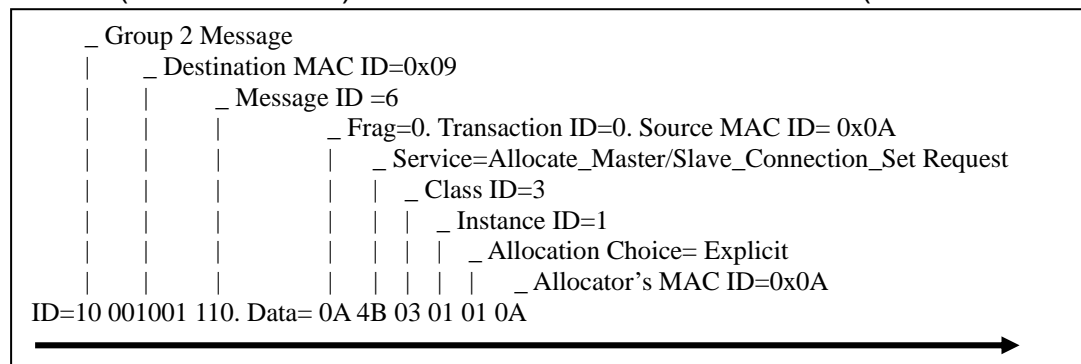 _ Group 2 Message
| _ Destination MAC ID=0x09
| | _ Message ID =6
| | | _ Frag=0. Transaction ID=0. Source MAC ID= 0x0A
| | | | _ Service=Allocate_Master/Slave_Connection_Set Request
| | | | | _ Class ID=3
| | | | | | _ Instance ID=1
| | | | | | | _ Allocation Choice= Explicit
| | | | | | | | _ Allocator’s MAC ID=0x0A
ID=10 001001 110. Data= 0A 4B 03 01 01 0A